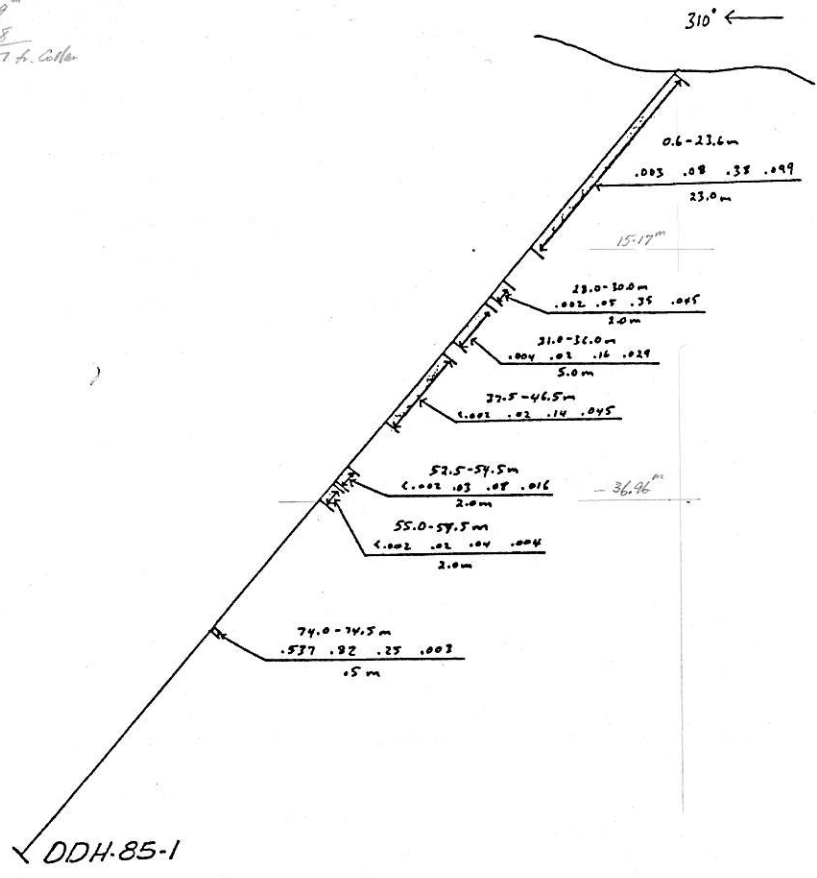 310°
fr. Collar
0.6-23.6m
.003 .08 .38 .099
23.0m
15.17m
28.0-30.0m
.002 .05 .35 .045
2.0m
31.0-36.0m
.004 .02 .16 .029
5.0m
37.5-46.5m
<.002 .02 .14 .045
52.5-54.5m
<.002 .03 .08 .016
2.0m
-36.96m
55.0-57.5m
<.002 .02 .04 .004
2.0m
74.0-74.5m
.537 .82 .25 .003
.5m
DDH-85-1